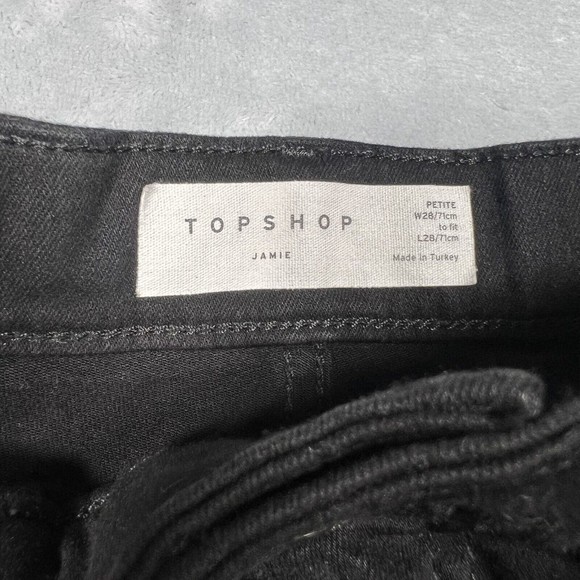 TOPSHOP
JAMIE
PETITE
W28/71cm
to fit
L28/71cm
Made in Turkey